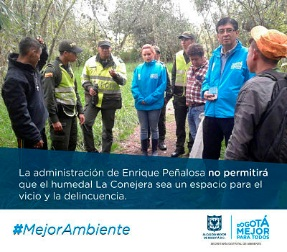 La administración de Enrique Peñalosa no permitirá
que el humedal La Conejera sea un espacio para el
vicio y la delincuencia.
#MejorAmbiente
BOGOTÁ
MEJOR
PARA TODOS